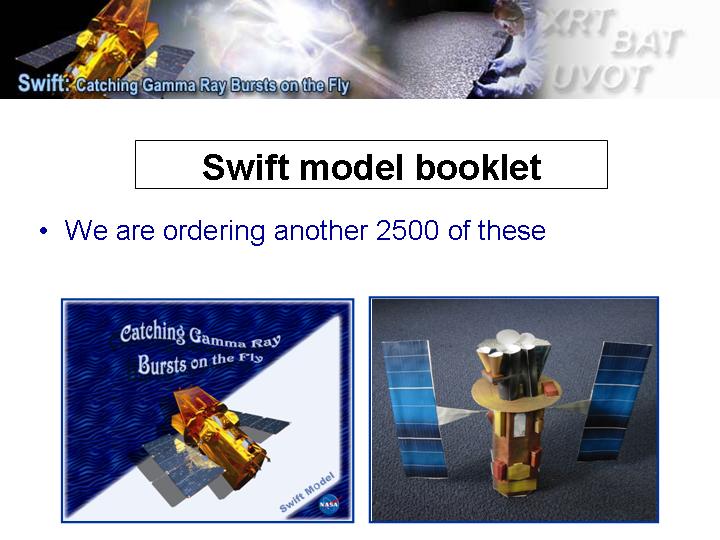 XRT
BAT
UVOT
Swift: Catching Gamma Ray Bursts on the Fly
Swift model booklet
• We are ordering another 2500 of these
Catching Gamma Ray
Bursts on the Fly
Swift Model
NASA